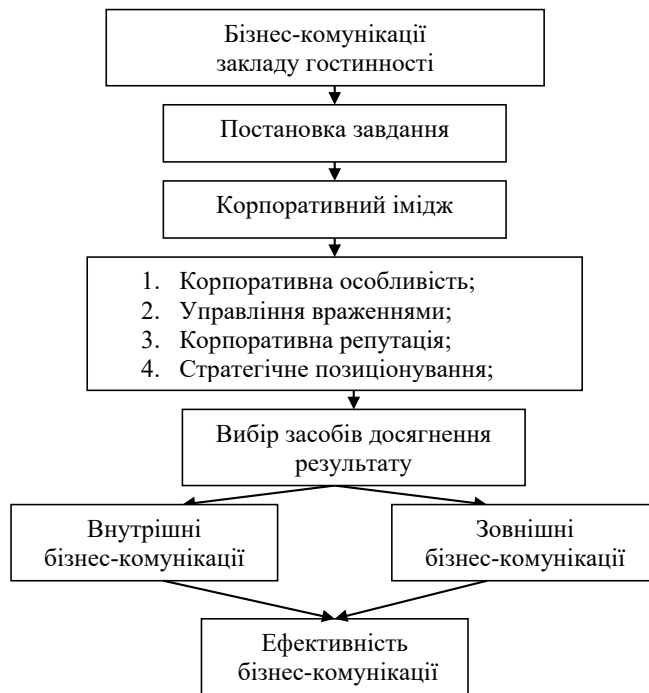 Бізнес-комунікації
закладу гостинності
Постановка завдання
Корпоративний імідж
1. Корпоративна особливість;
2. Управління враженнями;
3. Корпоративна репутація;
4. Стратегічне позиціонування;
Вибір засобів досягнення
результату
Внутрішні
бізнес-комунікації
Зовнішні
бізнес-комунікації
Ефективність
бізнес-комунікації